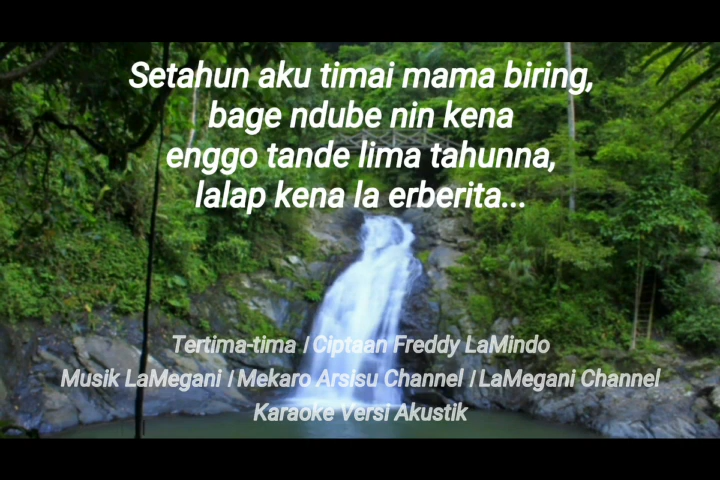 Setahun aku timai mama biring,
bage ndube nin kena
enggo tande lima tahunna,
lalap kena la erberita...
Tertima-tima / Ciptaan Freddy LaMindo
Musik LaMegani / Mekaro Arsisu Channel / LaMegani Channel
Karaoke Versi Akustik